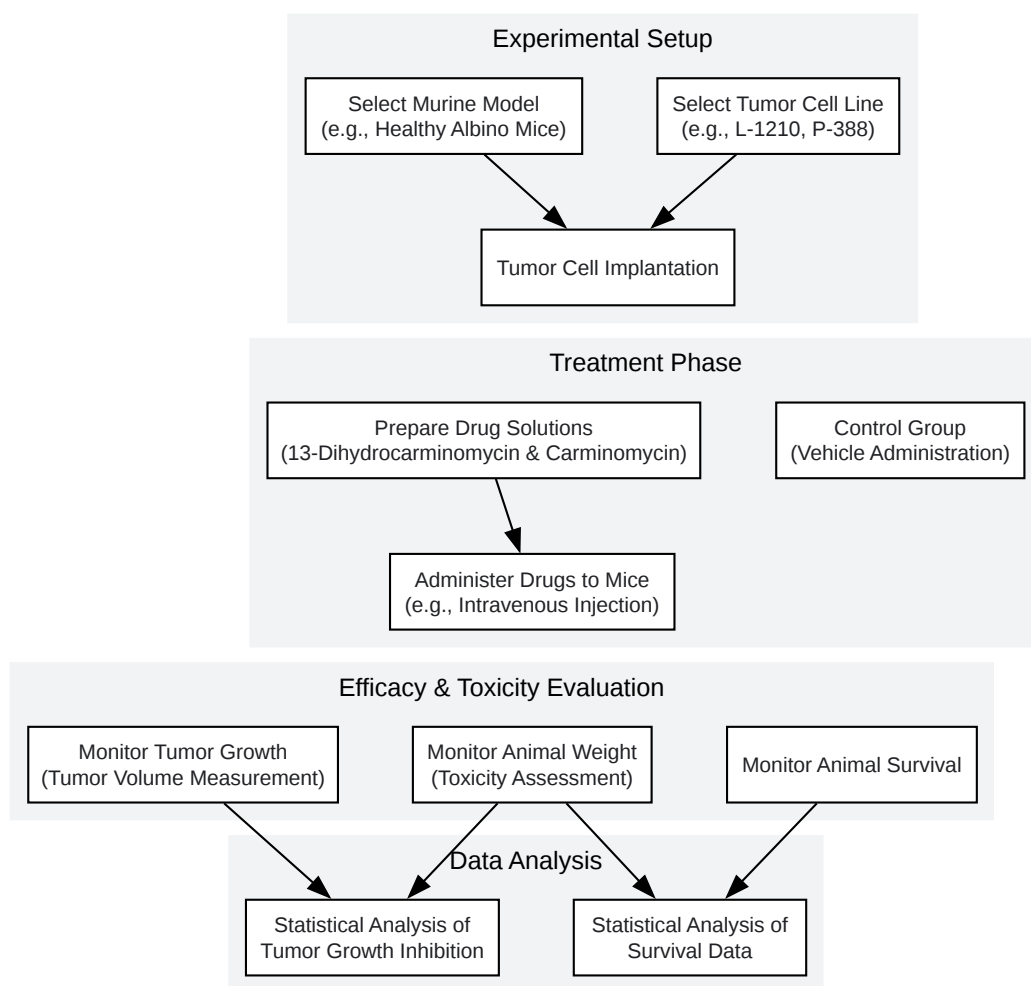 Experimental Setup
Select Murine Model
(e.g., Healthy Albino Mice)
Select Tumor Cell Line
(e.g., L-1210, P-388)
Tumor Cell Implantation
Treatment Phase
Prepare Drug Solutions
(13-Dihydrocarminomycin & Carminomycin)
Control Group
(Vehicle Administration)
Administer Drugs to Mice
(e.g., Intravenous Injection)
Efficacy & Toxicity Evaluation
Monitor Tumor Growth
(Tumor Volume Measurement)
Monitor Animal Weight
(Toxicity Assessment)
Monitor Animal Survival
Data Analysis
Statistical Analysis of
Tumor Growth Inhibition
Statistical Analysis of
Survival Data